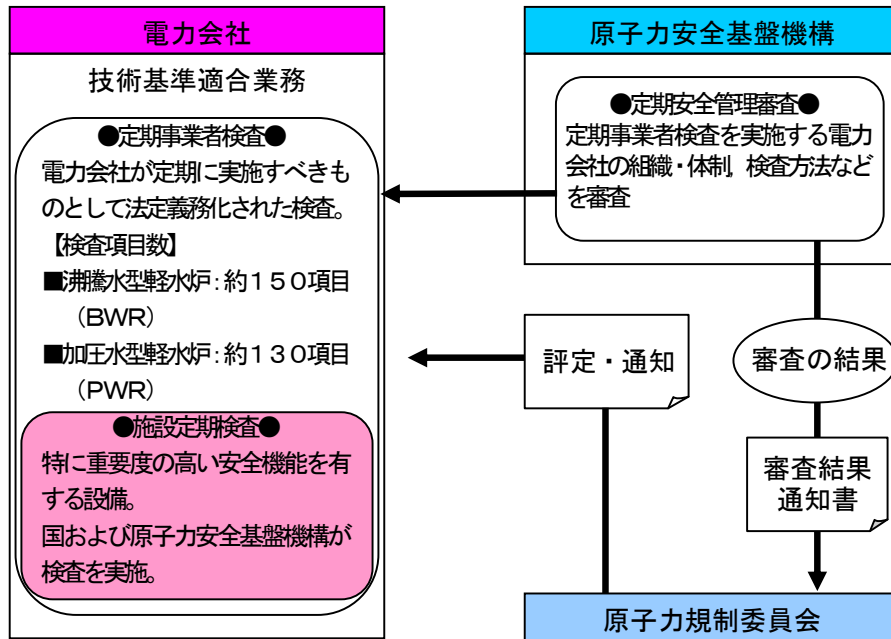 電力会社
技術基準適合業務
●定期事業者検査●
電力会社が定期に実施すべきも
のとして法定義務化された検査。
【検査項目数】
■沸騰水型軽水炉：約１５０項目
（BWR）
■加圧水型軽水炉：約１３０項目
（PWR）
●施設定期検査●
特に重要度の高い安全機能を有
する設備。
国および原子力安全基盤機構が
検査を実施。
原子力安全基盤機構
●定期安全管理審査●
定期事業者検査を実施する電力
会社の組織・体制，検査方法など
を審査
評定・通知
審査の結果
審査結果
通知書
原子力規制委員会